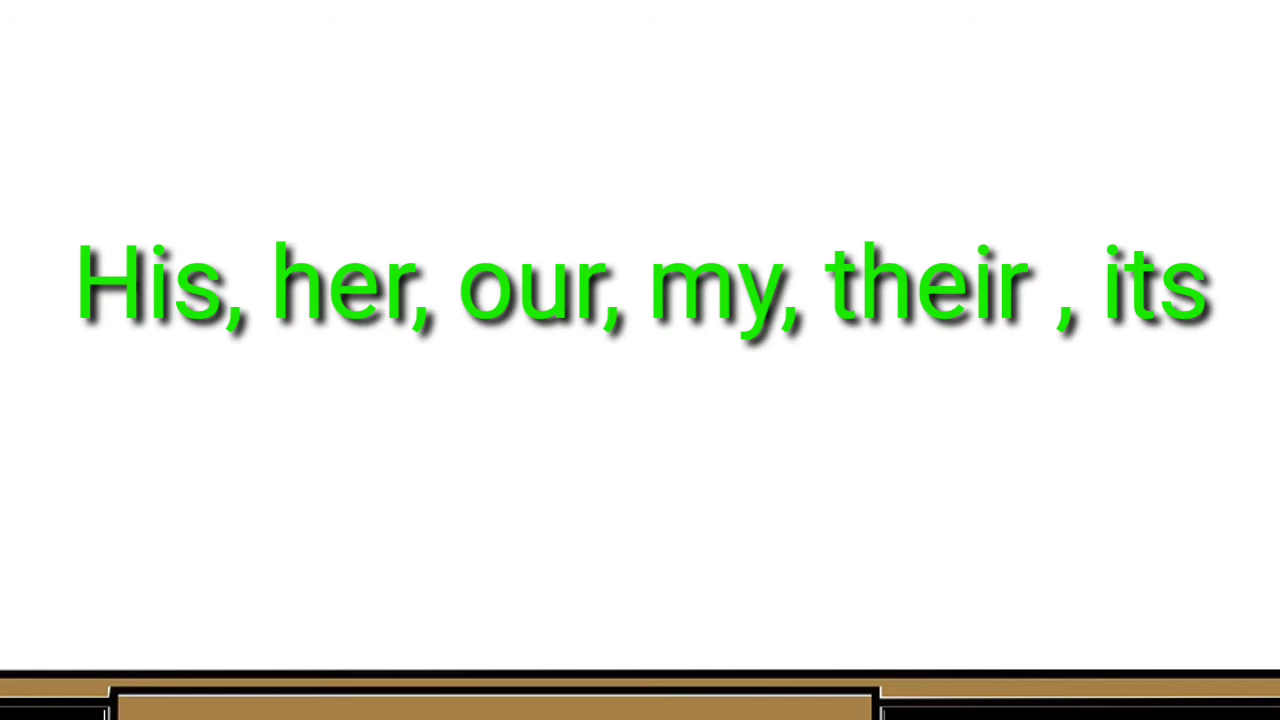 His, her, our, my, their , its